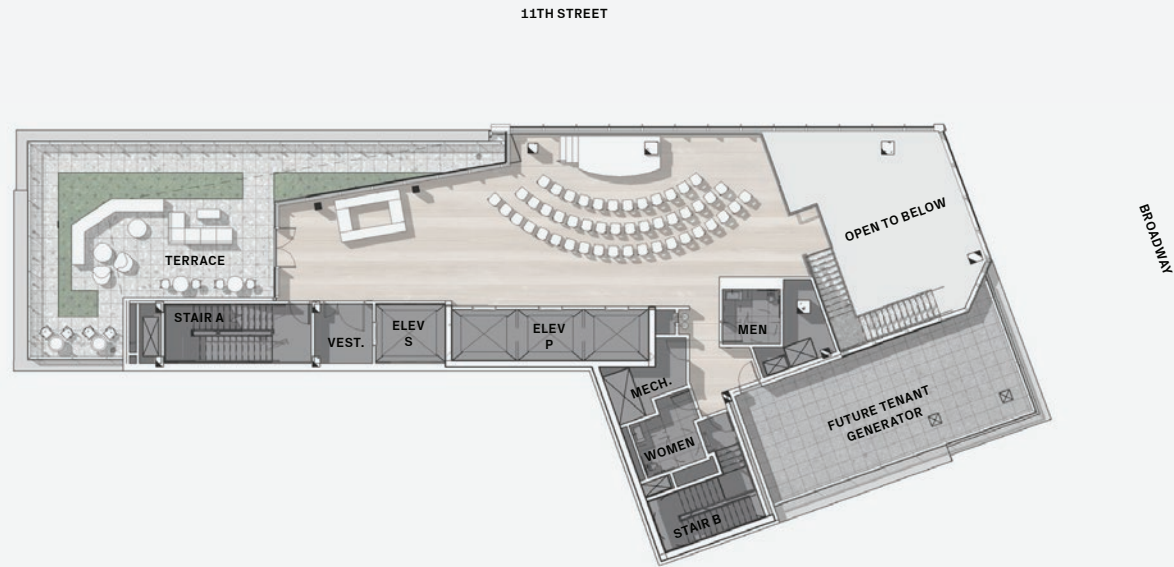 11TH STREET
BROADWAY
OPEN TO BELOW
TERRACE
STAIR A
VEST.
ELEV
S
ELEV
P
MEN
MECH.
WOMEN
STAIR B
FUTURE TENANT
GENERATOR